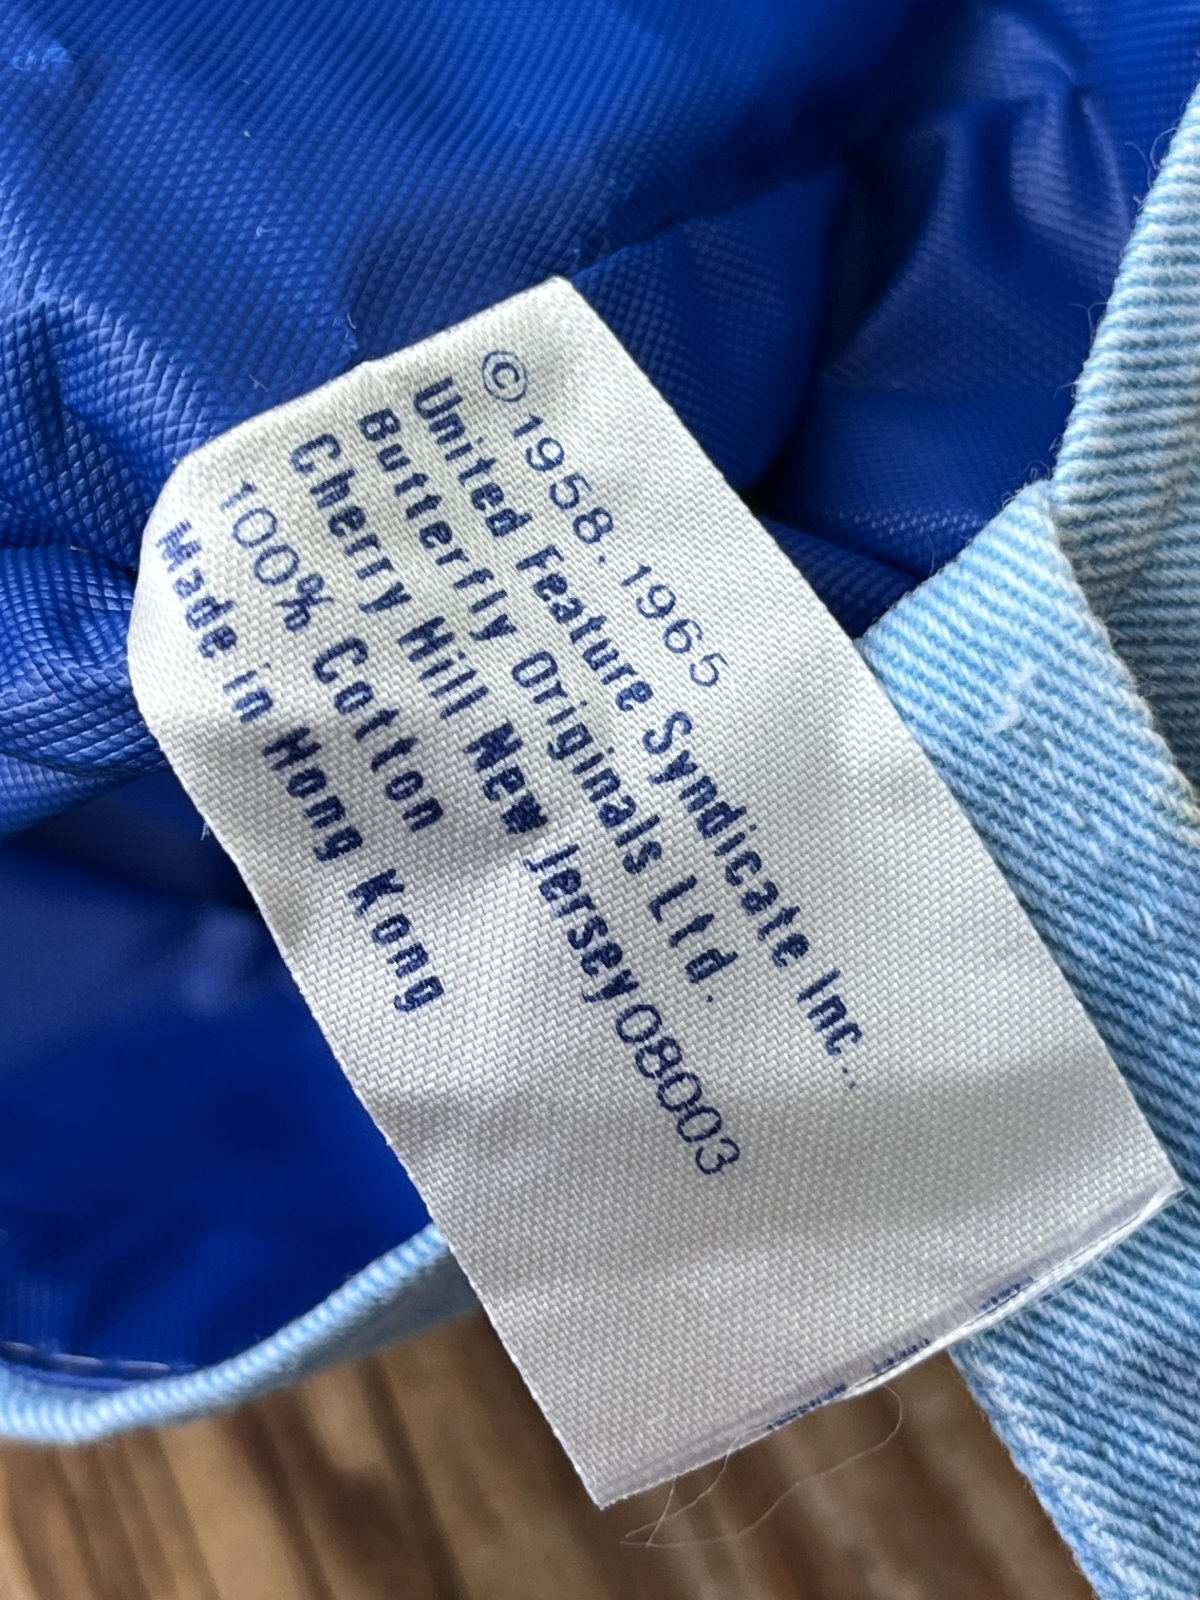 © 1958. 1965
United Feature Syndicate Inc..
Butterfly Originals Ltd.
Cherry Hill New Jersey 08003
100% Cotton
Made in Hong Kong